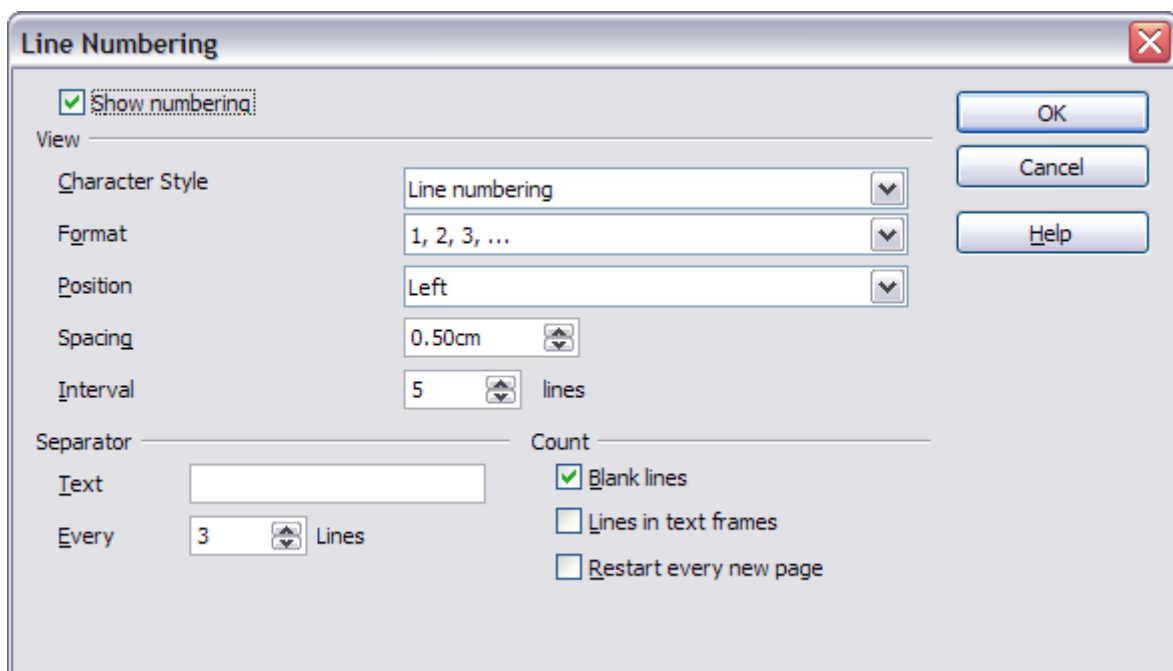 Line Numbering
Show numbering
OK
View
Character Style
Line numbering
Cancel
Format
1, 2, 3, ...
Help
Position
Left
Spacing
0.50cm
Interval
5
lines
Separator
Count
Text
Blank lines
Every
3
Lines
Lines in text frames
Restart every new page